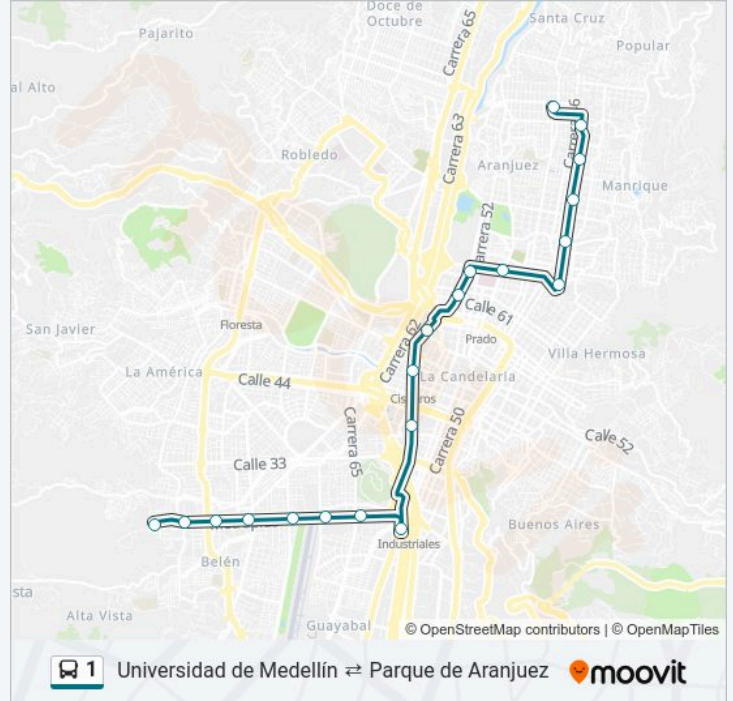 Doce de
Octubre
Carrera 65
Santa Cruz
Pajarito
Popular
al Alto
Carrera 63
Robledo
Aranjuez
Manrique
Carrera 52
Calle 61
San Javier
Floresta
Carrera 62
Prado
Villa Hermosa
La América
Calle 44
La Candelaria
Carrera 65
Carrera 50
Calle 52
Calle 33
Buenos Aires
Industriales
Belén
sta
Alta Vista
Guayabal
© OpenStreetMap contributors | © OpenMapTiles
1 Universidad de Medellín ⇄ Parque de Aranjuez moovit